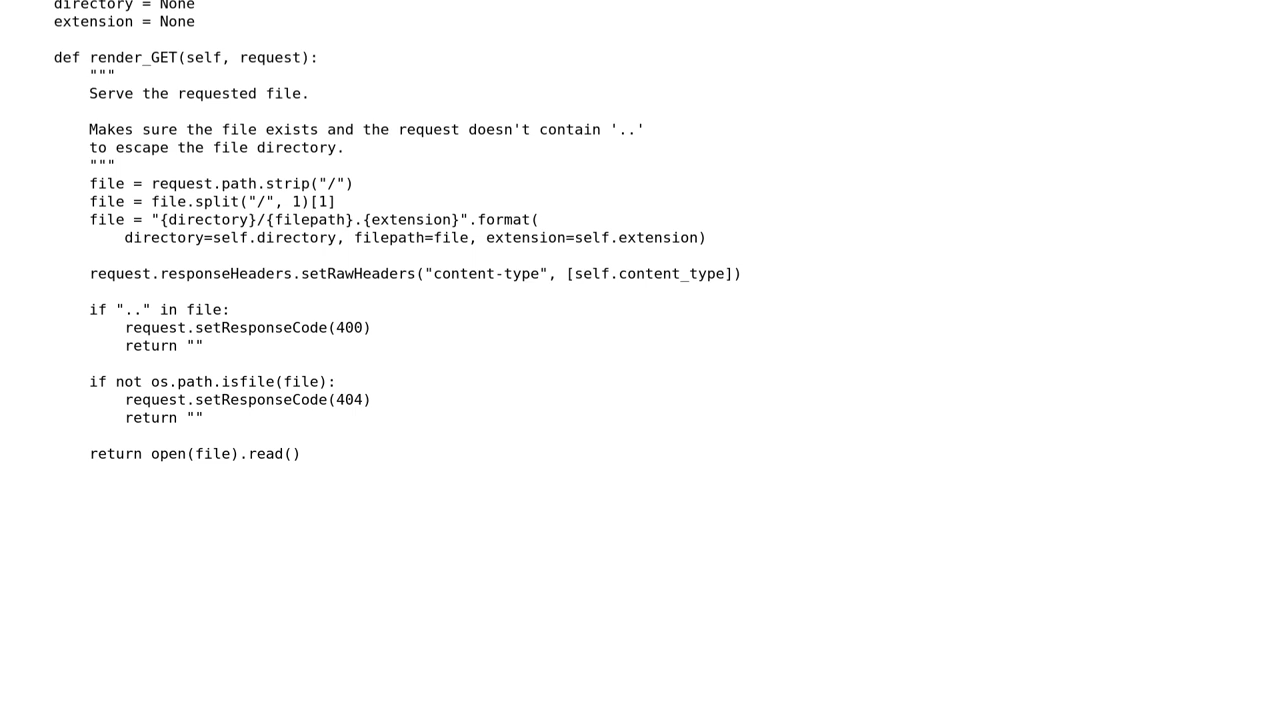 directory = None
extension = None

def render_GET(self, request):
    """
    Serve the requested file.

    Makes sure the file exists and the request doesn't contain '..'
    to escape the file directory.
    """
    file = request.path.strip("/")
    file = file.split("/", 1)[1]
    file = "{directory}/{filepath}.{extension}".format(
        directory=self.directory, filepath=file, extension=self.extension)

    request.responseHeaders.setRawHeaders("content-type", [self.content_type])

    if ".." in file:
        request.setResponseCode(400)
        return ""

    if not os.path.isfile(file):
        request.setResponseCode(404)
        return ""

    return open(file).read()